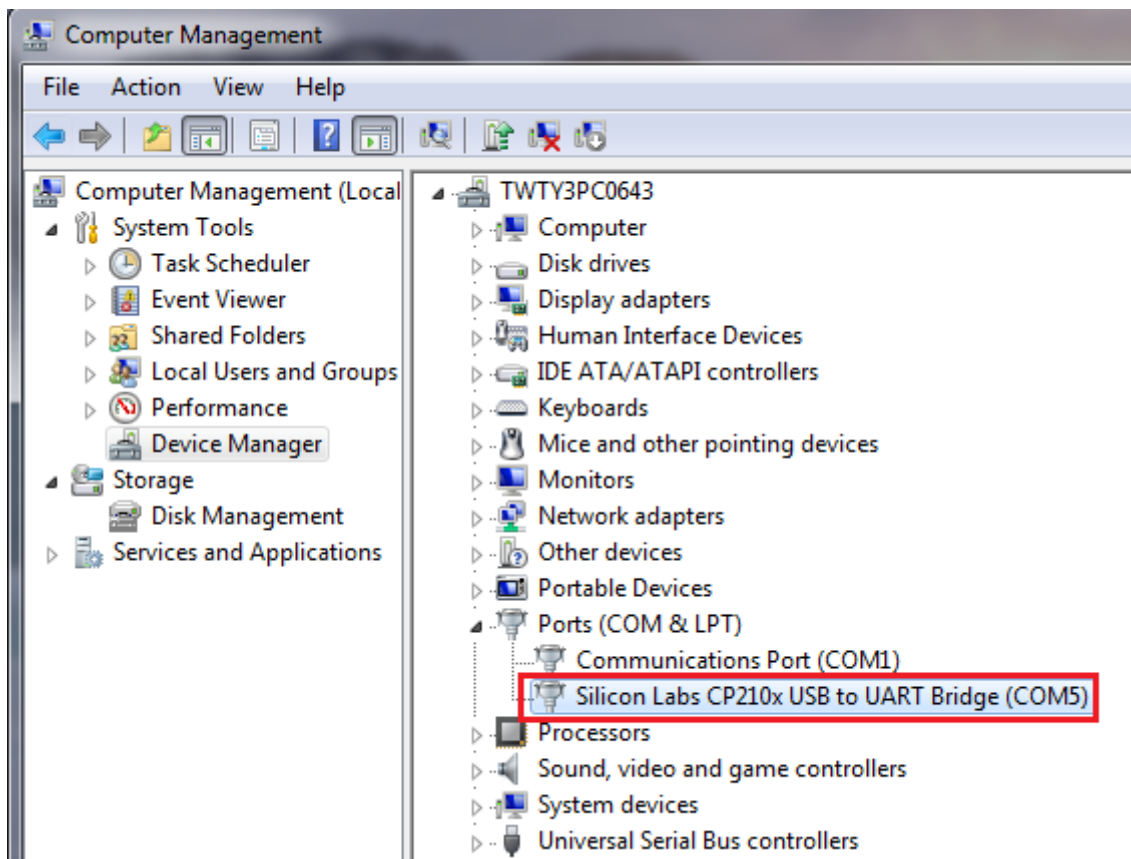 Computer Management
File Action View Help
Computer Management (Local
System Tools
Task Scheduler
Event Viewer
Shared Folders
Local Users and Groups
Performance
Device Manager
Storage
Disk Management
Services and Applications
TWTY3PC0643
Computer
Disk drives
Display adapters
Human Interface Devices
IDE ATA/ATAPI controllers
Keyboards
Mice and other pointing devices
Monitors
Network adapters
Other devices
Portable Devices
Ports (COM & LPT)
Communications Port (COM1)
Silicon Labs CP210x USB to UART Bridge (COM5)
Processors
Sound, video and game controllers
System devices
Universal Serial Bus controllers